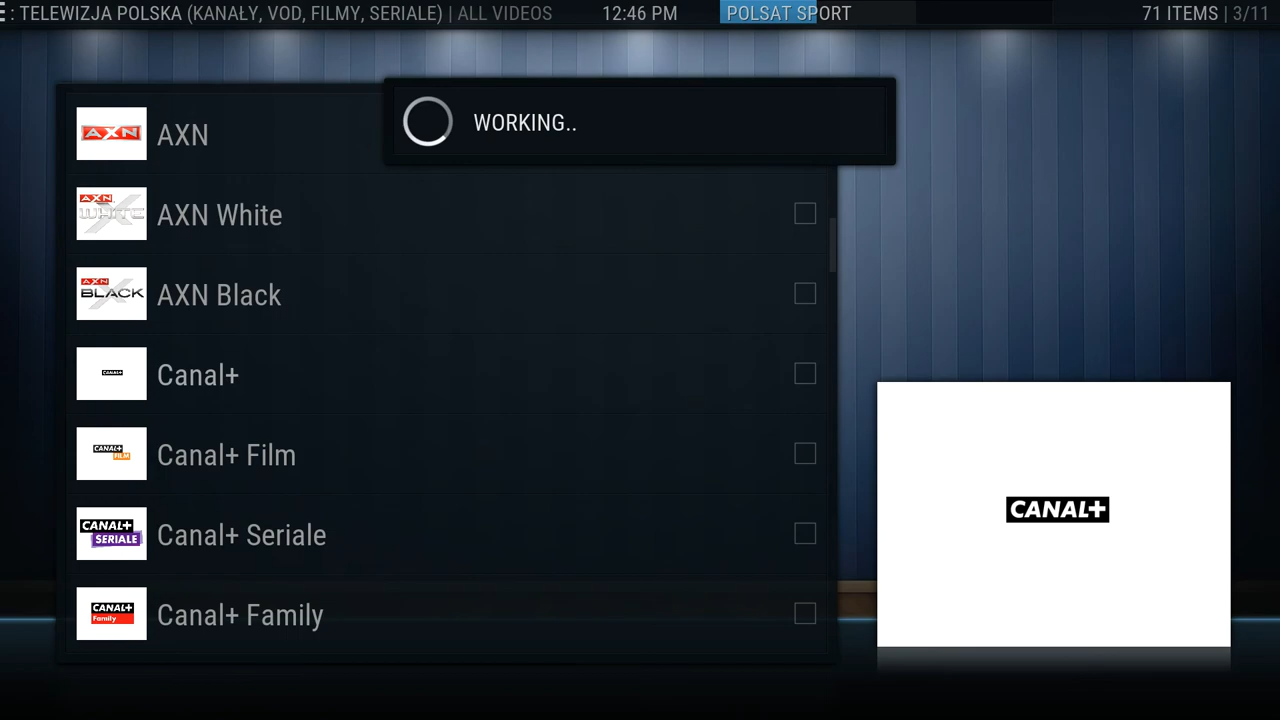 : TELEWIZJA POLSKA (KANAŁY, VOD, FILMY, SERIALE) | ALL VIDEOS 12:46 PM POLSAT SPORT 71 ITEMS | 3/11
WORKING..
AXN AXN
AXN WHITE AXN White
AXN BLACK AXN Black
CANAL+ Canal+
CANAL+ FILM Canal+ Film
CANAL+ SERIALE Canal+ Seriale
CANAL+ Family Canal+ Family
CANAL+